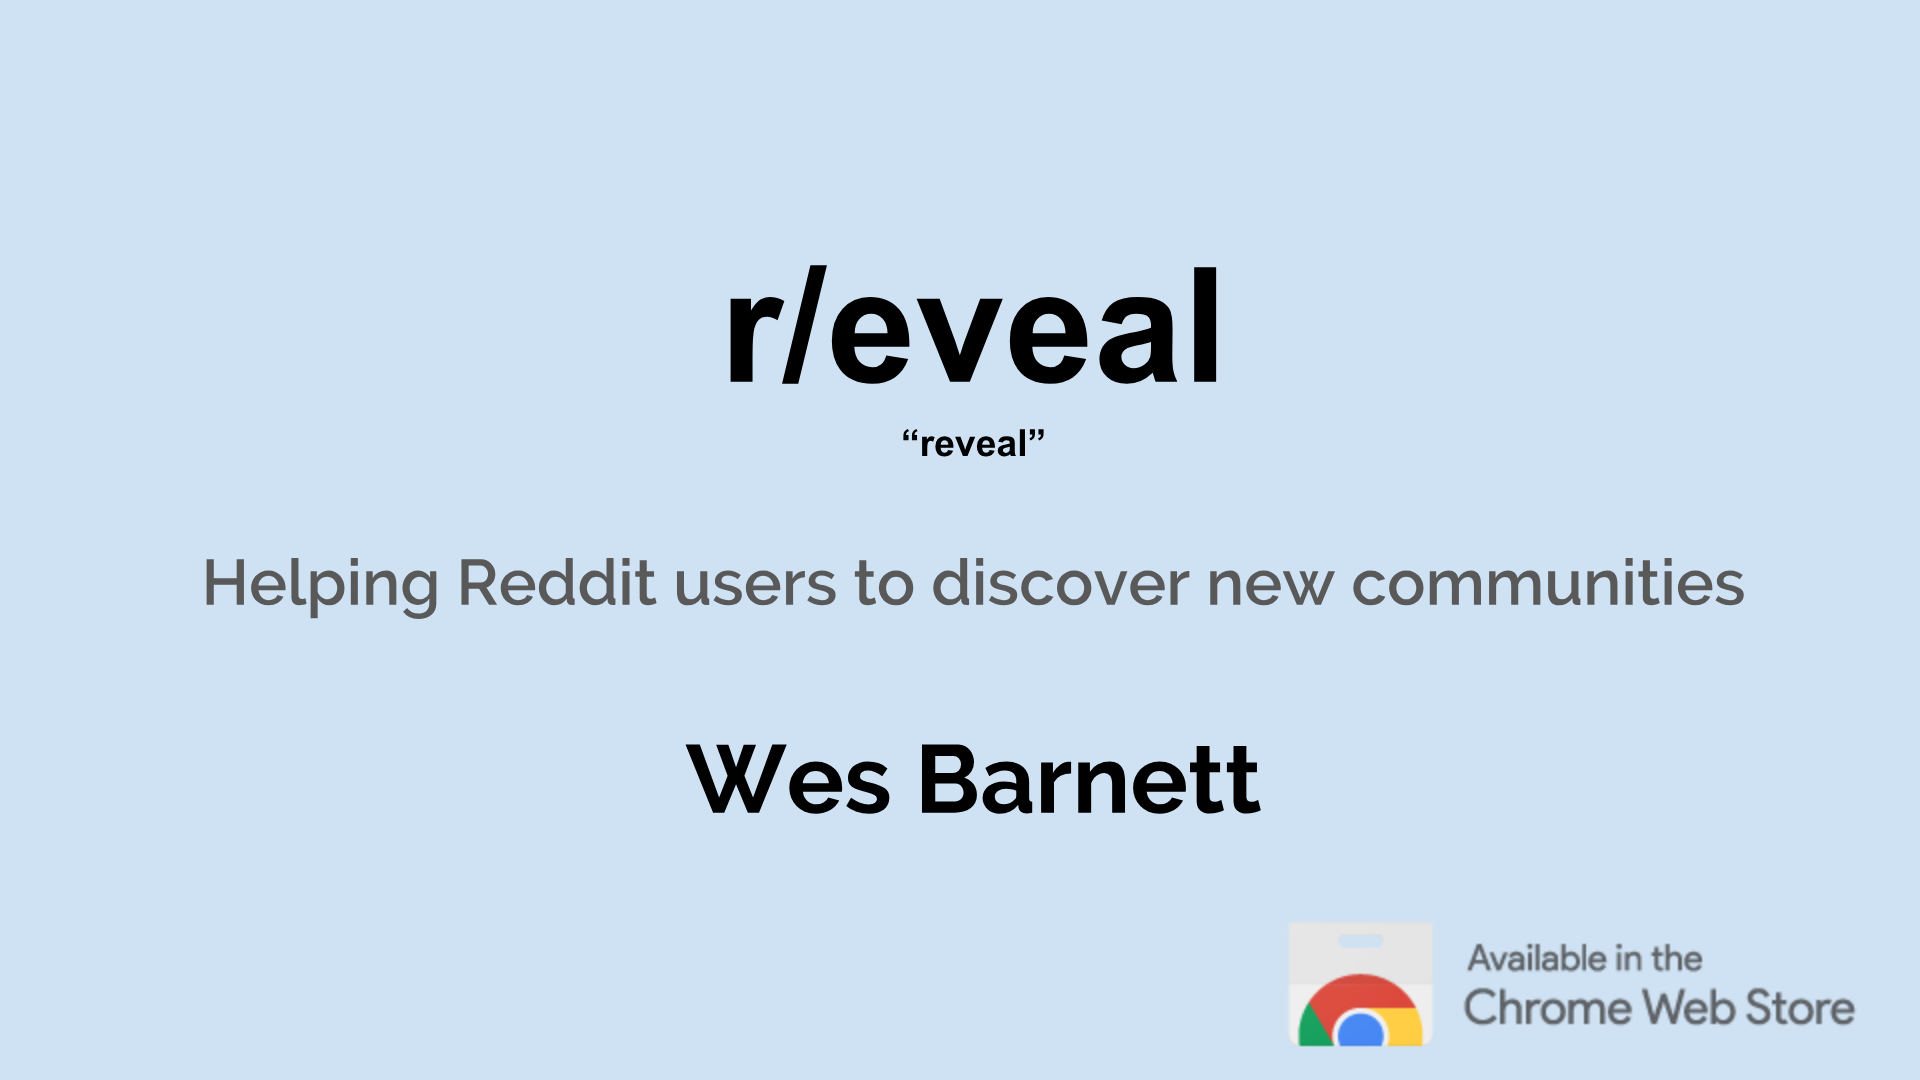 r/eveal
“reveal”
Helping Reddit users to discover new communities
Wes Barnett
Available in the
Chrome Web Store